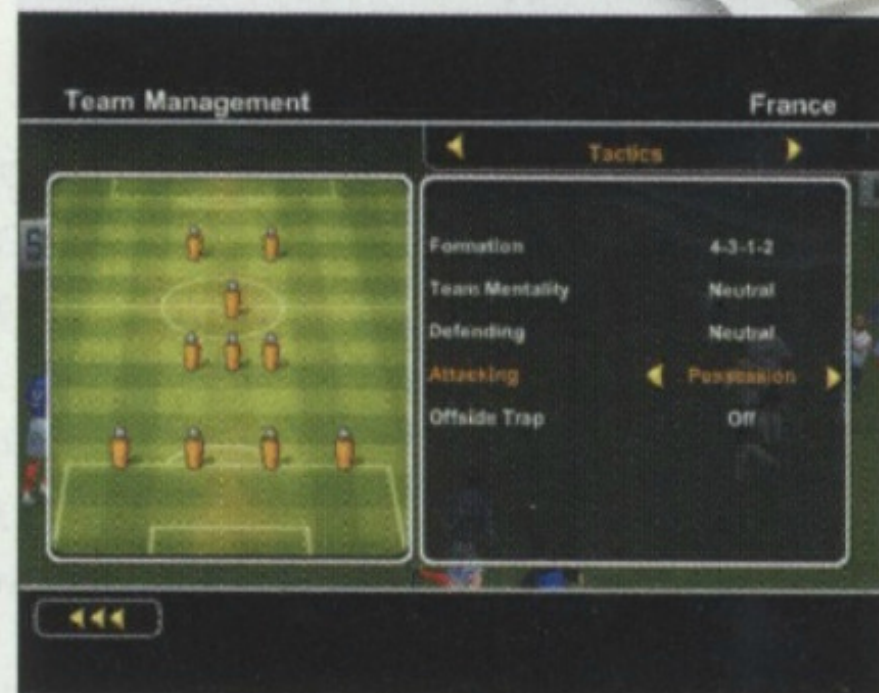 Team Management
France
Tactics
Formation 4-3-1-2
Team Mentality Neutral
Defending Neutral
Attacking Possession
Offside Trap Off